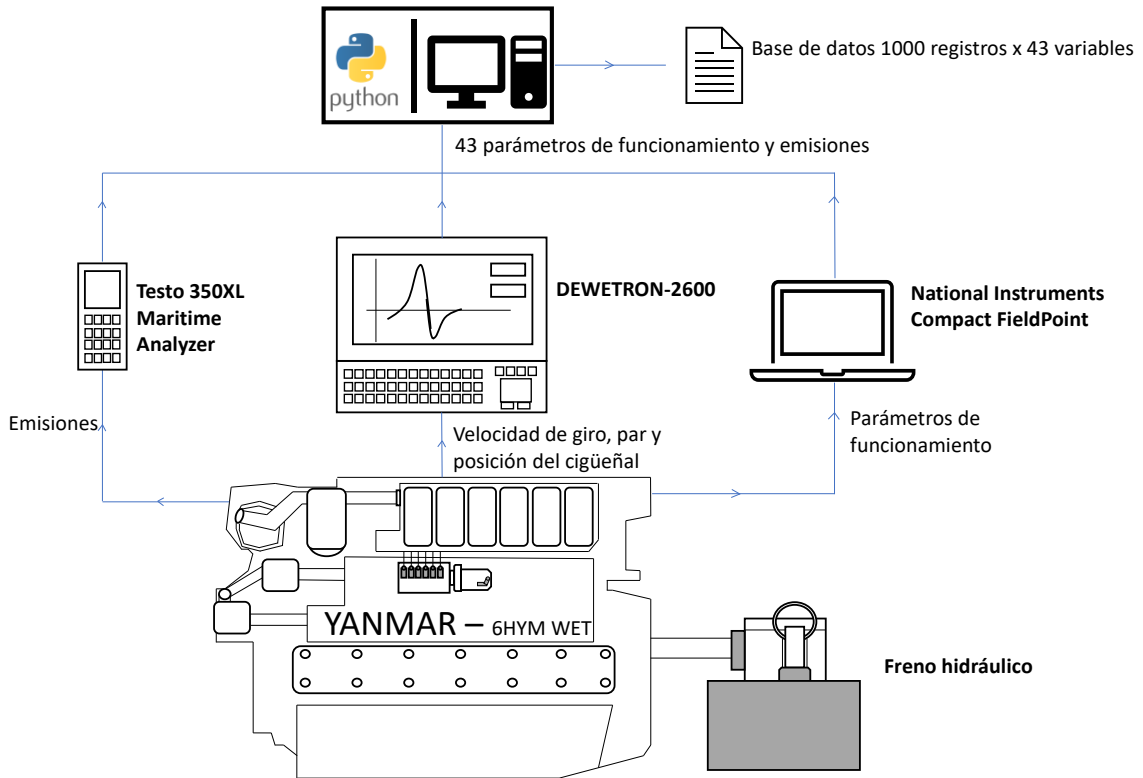 python
Base de datos 1000 registros x 43 variables
43 parámetros de funcionamiento y emisiones
Testo 350XL
Maritime
Analyzer
DEWETRON-2600
National Instruments
Compact FieldPoint
Emisiones
Velocidad de giro, par y
posición del cigüeñal
Parámetros de
funcionamiento
YANMAR – 6HYM WET
Freno hidráulico